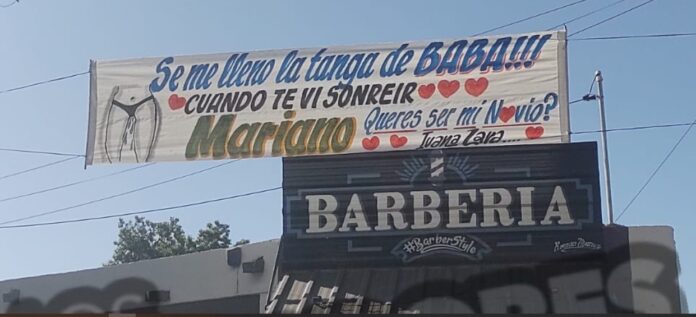 Se me lleno la tanga de BABA!!!
CUANDO TE VI SONREIR
Mariano Queres ser mi Novio?
Juana Zara....
BARBERIA
#BarberStyle